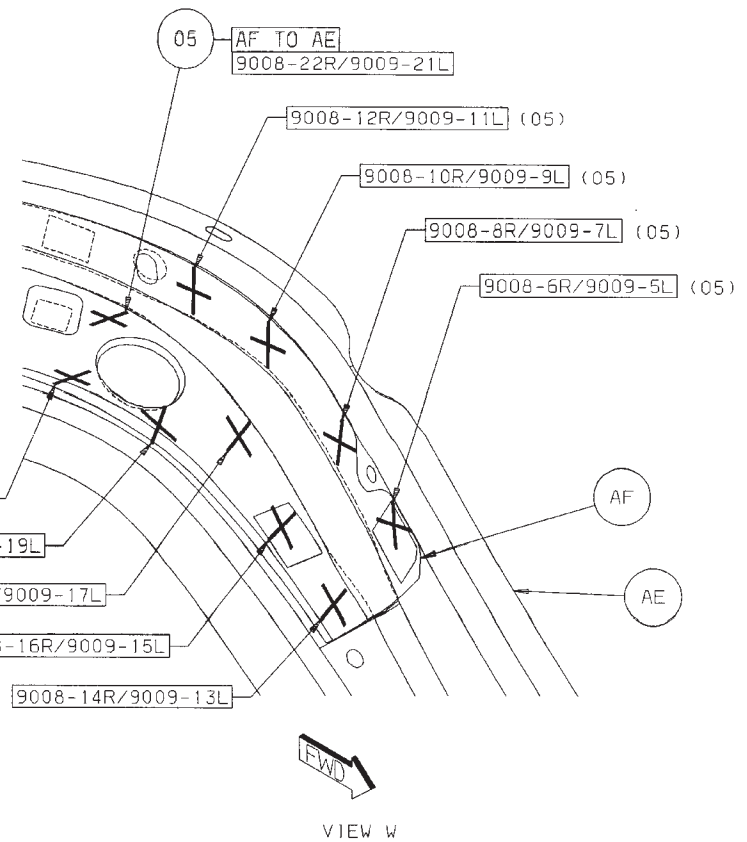 05
AF TO AE
9008-22R/9009-21L
9008-12R/9009-11L (05)
9008-10R/9009-9L (05)
9008-8R/9009-7L (05)
9008-6R/9009-5L (05)
AF
-19L
/9009-17L
AE
-16R/9009-15L
9008-14R/9009-13L
FWD
VIEW W